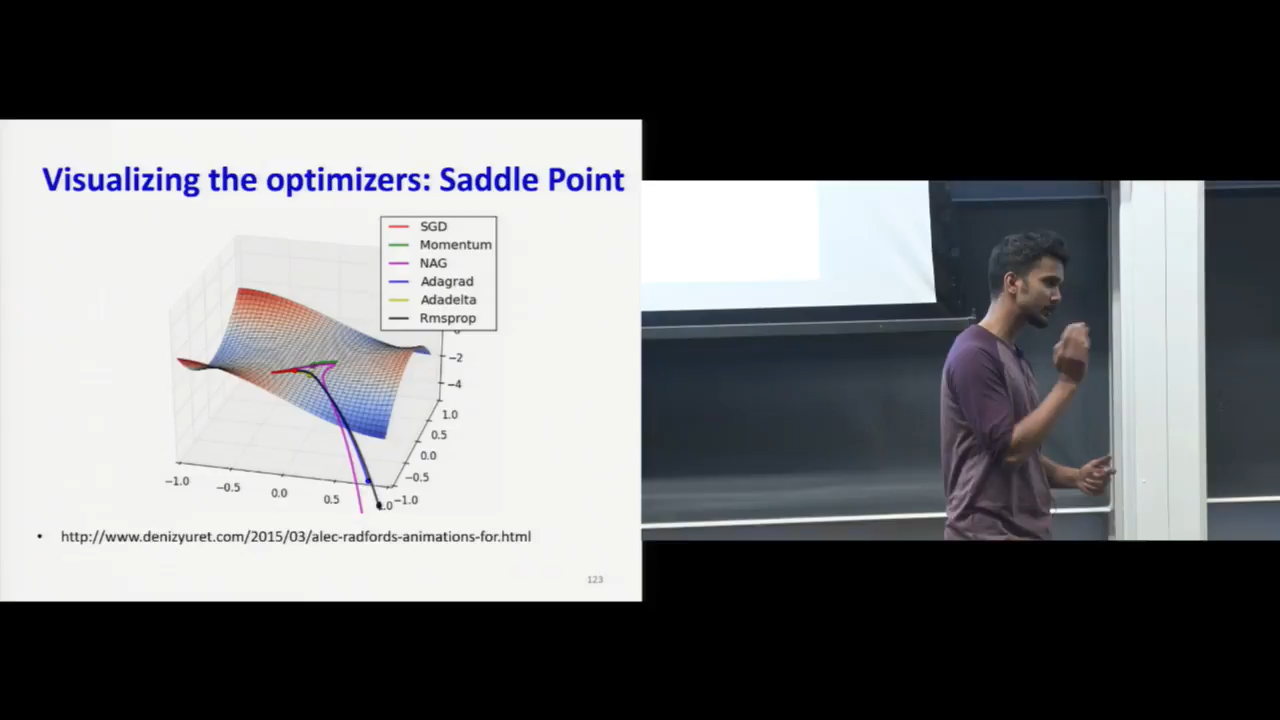 Visualizing the optimizers: Saddle Point
SGD
Momentum
NAG
Adagrad
Adadelta
Rmsprop
−2
−4
1.0
0.5
0.0
−0.5
−1.0
−1.0
−0.5
0.0
0.5
1.0
• http://www.denizyuret.com/2015/03/alec-radfords-animations-for.html
123